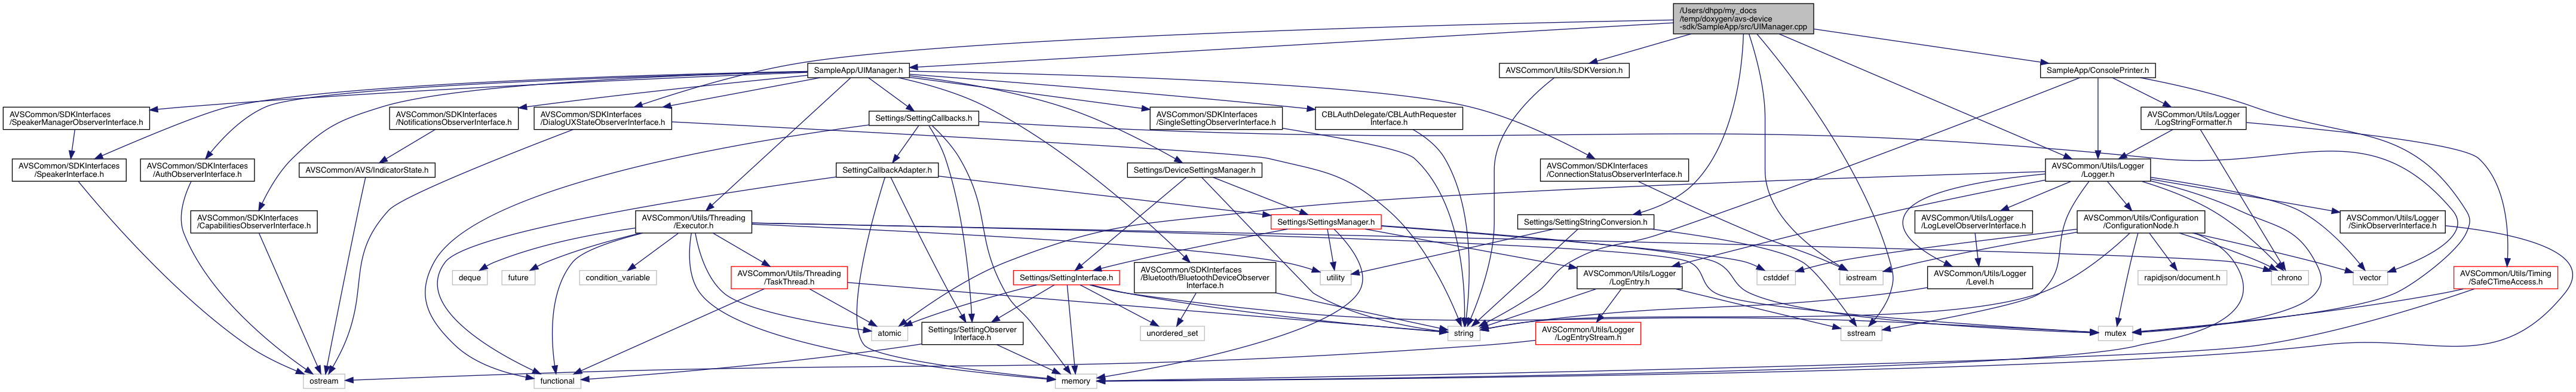 /Users/dhpp/my_docs
/temp/doxygen/avs-device
-sdk/SampleApp/src/UIManager.cpp
SampleApp/UIManager.h
AVSCommon/Utils/SDKVersion.h
SampleApp/ConsolePrinter.h
AVSCommon/SDKInterfaces
/SpeakerManagerObserverInterface.h
AVSCommon/SDKInterfaces
/NotificationsObserverInterface.h
AVSCommon/SDKInterfaces
/DialogUXStateObserverInterface.h
Settings/SettingCallbacks.h
AVSCommon/SDKInterfaces
/SingleSettingObserverInterface.h
CBLAuthDelegate/CBLAuthRequester
Interface.h
AVSCommon/Utils/Logger
/LogStringFormatter.h
AVSCommon/SDKInterfaces
/SpeakerInterface.h
AVSCommon/SDKInterfaces
/AuthObserverInterface.h
AVSCommon/AVS/IndicatorState.h
SettingCallbackAdapter.h
Settings/DeviceSettingsManager.h
AVSCommon/SDKInterfaces
/ConnectionStatusObserverInterface.h
AVSCommon/Utils/Logger
/Logger.h
AVSCommon/SDKInterfaces
/CapabilitiesObserverInterface.h
AVSCommon/Utils/Threading
/Executor.h
Settings/SettingsManager.h
Settings/SettingStringConversion.h
AVSCommon/Utils/Logger
/LogLevelObserverInterface.h
AVSCommon/Utils/Configuration
/ConfigurationNode.h
AVSCommon/Utils/Logger
/SinkObserverInterface.h
deque
future
condition_variable
AVSCommon/Utils/Threading
/TaskThread.h
Settings/SettingInterface.h
AVSCommon/SDKInterfaces
/Bluetooth/BluetoothDeviceObserver
Interface.h
utility
AVSCommon/Utils/Logger
/LogEntry.h
cstddef
iostream
AVSCommon/Utils/Logger
/Level.h
rapidjson/document.h
chrono
vector
AVSCommon/Utils/Timing
/SafeCTimeAccess.h
atomic
Settings/SettingObserver
Interface.h
unordered_set
string
AVSCommon/Utils/Logger
/LogEntryStream.h
sstream
mutex
ostream
functional
memory